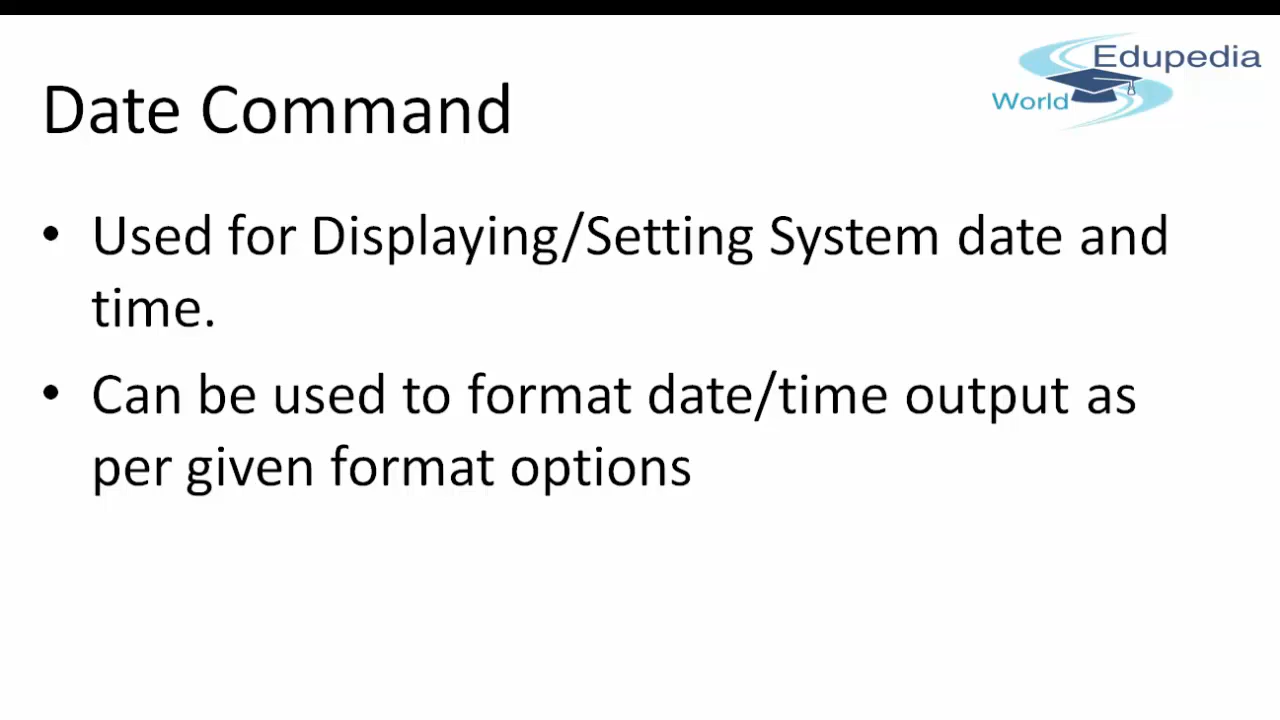 Edupedia
World
Date Command
• Used for Displaying/Setting System date and
time.
• Can be used to format date/time output as
per given format options